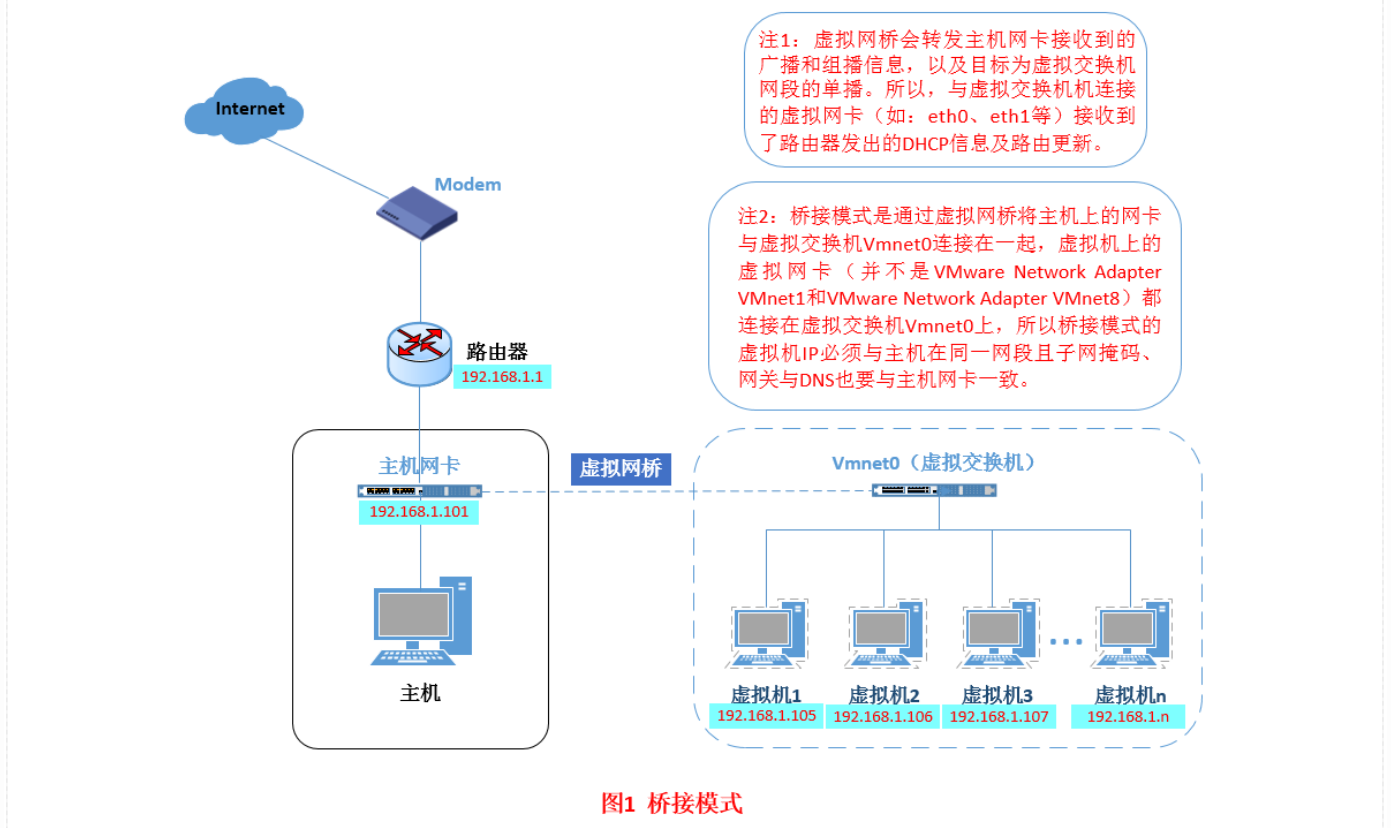 注1：虚拟网桥会转发主机网卡接收到的
广播和组播信息，以及目标为虚拟交换机
网段的单播。所以，与虚拟交换机机连接
的虚拟网卡（如：eth0、eth1等）接收到
了路由器发出的DHCP信息及路由更新。
Internet
Modem
注2：桥接模式是通过虚拟网桥将主机上的网卡
与虚拟交换机Vmnet0连接在一起，虚拟机上的
虚拟网卡（并不是VMware Network Adapter
VMnet1和VMware Network Adapter VMnet8）都
连接在虚拟交换机Vmnet0上，所以桥接模式的
虚拟机IP必须与主机在同一网段且子网掩码、
网关与DNS也要与主机网卡一致。
路由器
192.168.1.1
主机网卡
192.168.1.101
虚拟网桥
Vmnet0（虚拟交换机）
主机
虚拟机1
虚拟机2
虚拟机3
虚拟机n
192.168.1.105
192.168.1.106
192.168.1.107
192.168.1.n
图1 桥接模式